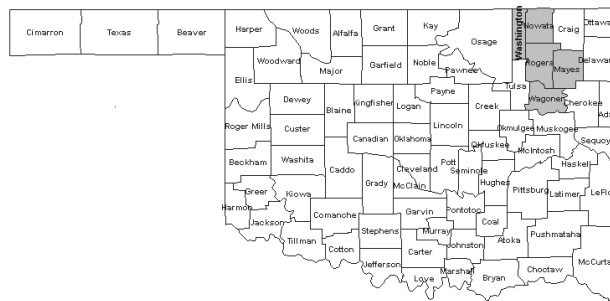 Cimarron
Texas
Beaver
Harper
Woods
Alfalfa
Grant
Kay
Osage
Washington
Nowata
Craig
Ottawa
Woodward
Major
Garfield
Noble
Pawnee
Rogers
Mayes
Delaware
Ellis
Tulsa
Dewey
Blaine
Kingfisher
Logan
Payne
Creek
Wagoner
Cherokee
Ada
Roger Mills
Custer
Canadian
Oklahoma
Lincoln
Okmulgee
Muskogee
Sequoy
Okfuskee
McIntosh
Beckham
Washita
Caddo
Grady
Cleveland
McClain
Pott
Seminole
Hughes
Pittsburg
Haskell
Latimer
LeFlo
Greer
Kiowa
Harmon
Jackson
Comanche
Stephens
Garvin
Pontotoc
Coal
Pushmataha
Tillman
Cotton
Murray
Johnston
Atoka
McCurta
Jefferson
Carter
Love
Marshall
Bryan
Choctaw